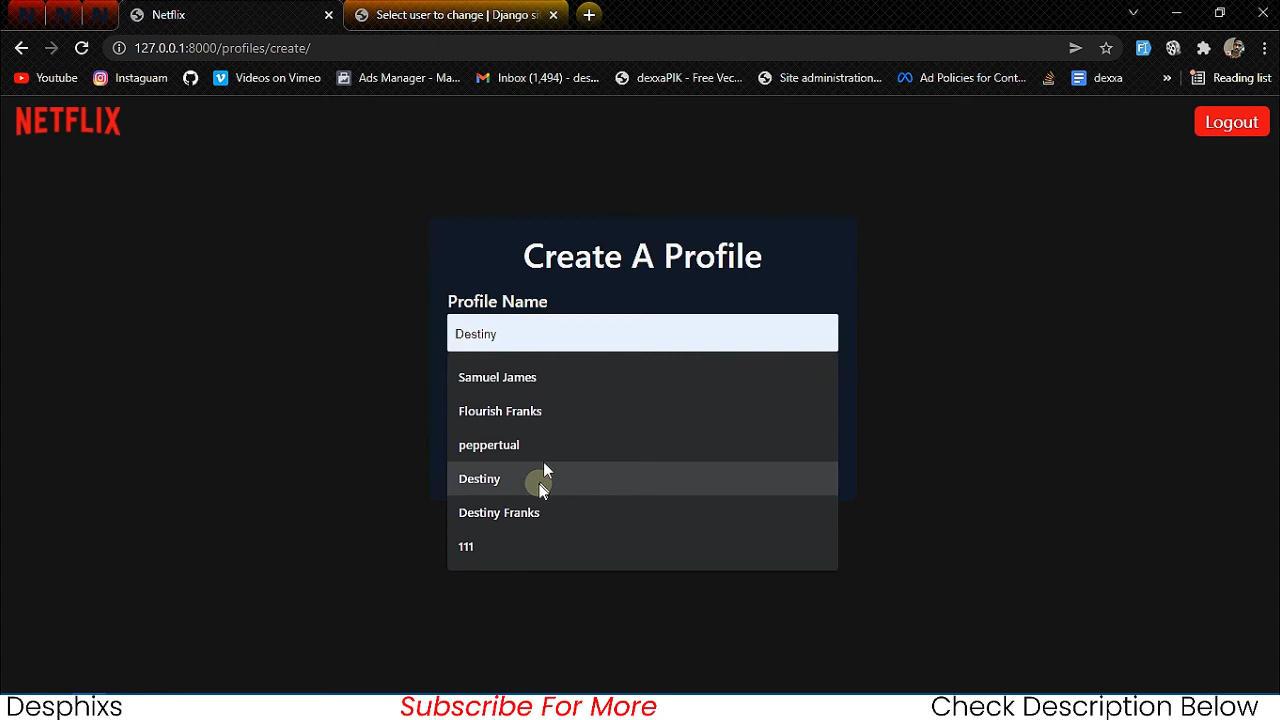 Netflix
Select user to change | Django si
127.0.0.1:8000/profiles/create/
Youtube
Instaguam
Videos on Vimeo
Ads Manager - Ma...
Inbox (1,494) - des...
dexxaPIK - Free Vec...
Site administration...
Ad Policies for Cont...
dexxa
»
Reading list
NETFLIX
Logout
Create A Profile
Profile Name
Destiny
Samuel James
Flourish Franks
peppertual
Destiny
Destiny Franks
111
Desphixs
Subscribe For More
Check Description Below